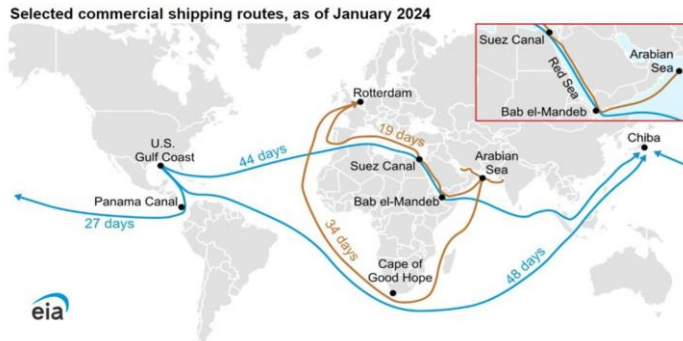 Selected commercial shipping routes, as of January 2024
Suez Canal
Red Sea
Arabian
Sea
Bab el-Mandeb
Rotterdam
19 days
U.S.
Gulf Coast
44 days
Suez Canal
Arabian
Sea
Chiba
Panama Canal
Bab el-Mandeb
27 days
34 days
48 days
Cape of
Good Hope
eia